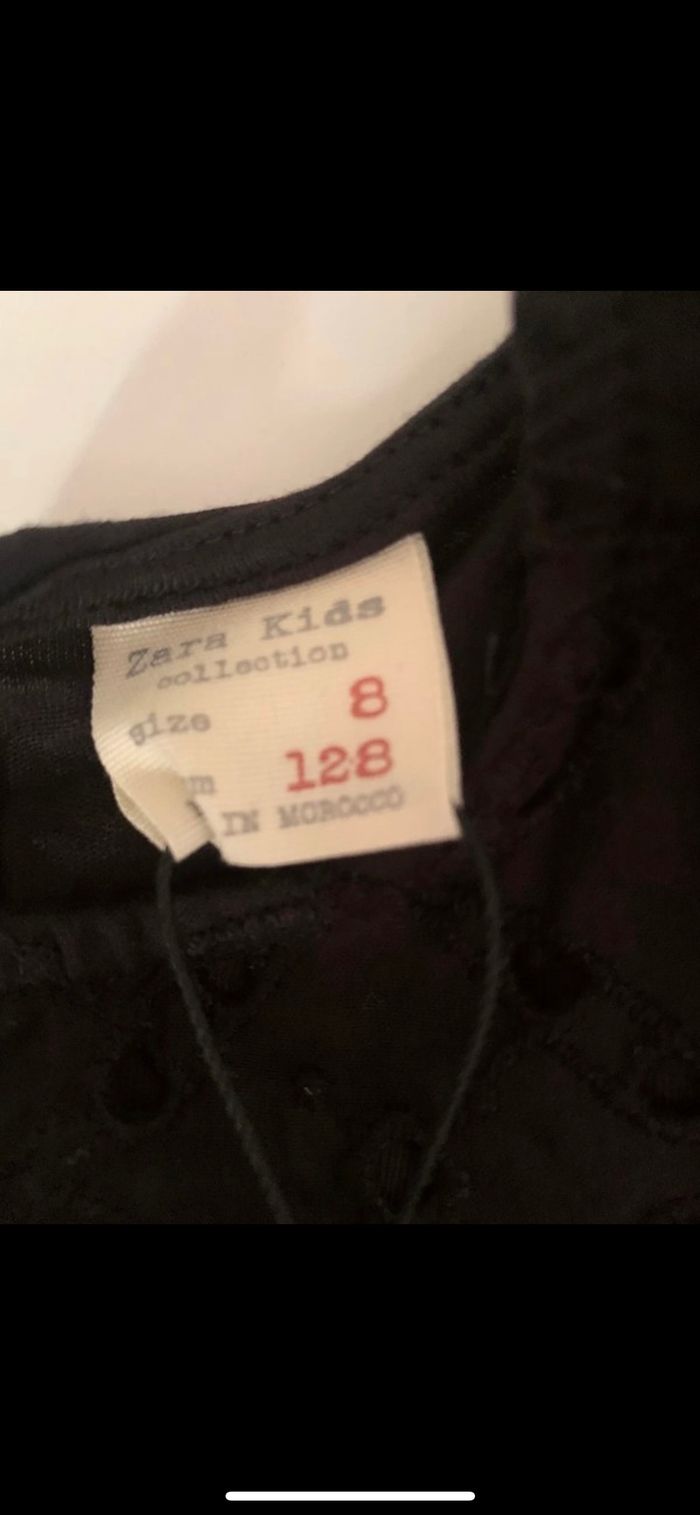 Zara Kids
collection
size 8
128
IN MOROCCO